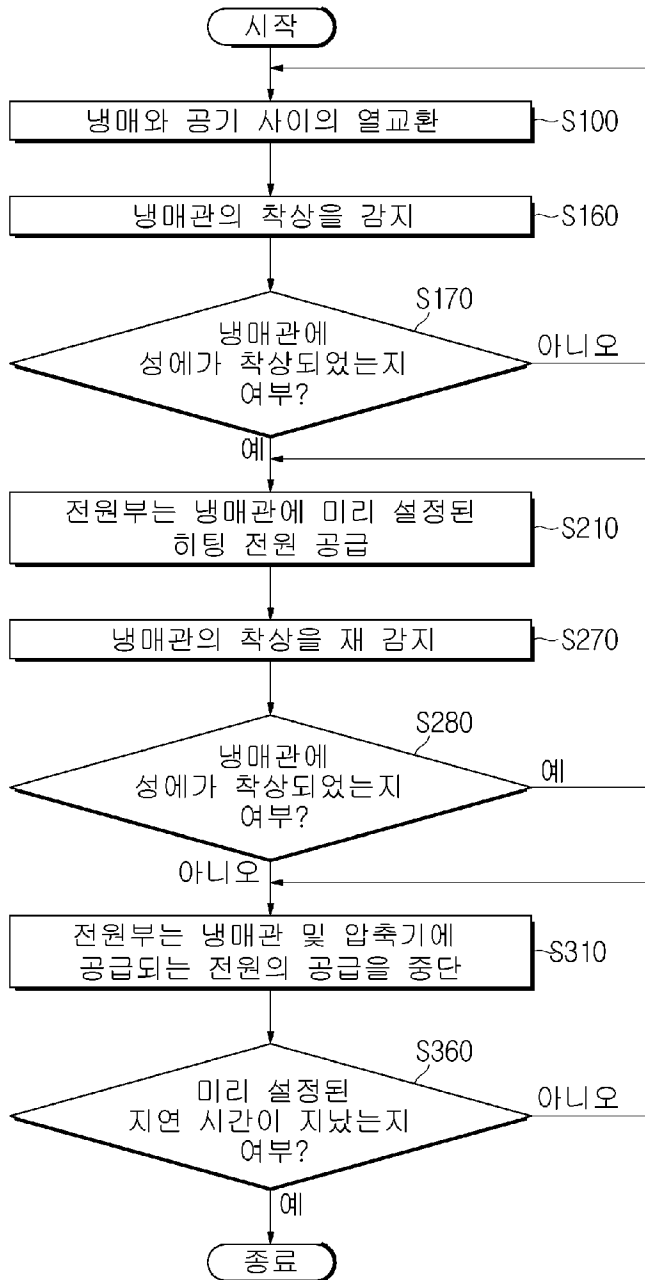 시작
냉매와 공기 사이의 열교환
S100
냉매관의 착상을 감지
S160
S170
냉매관에
성에가 착상되었는지
여부?
아니오
예
전원부는 냉매관에 미리 설정된
히팅 전원 공급
S210
냉매관의 착상을 재 감지
S270
S280
냉매관에
성에가 착상되었는지
여부?
예
아니오
전원부는 냉매관 및 압축기에
공급되는 전원의 공급을 중단
S310
S360
미리 설정된
지연 시간이 지났는지
여부?
아니오
예
종료